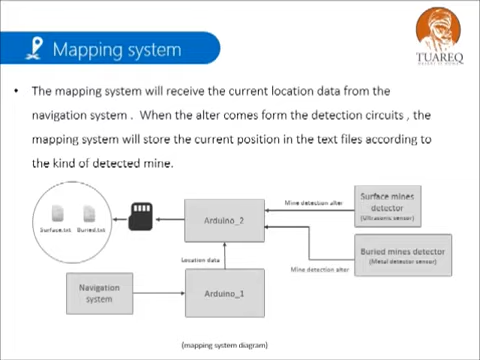 Mapping system
TUAREQ
• The mapping system will receive the current location data from the
navigation system . When the alter comes form the detection circuits , the
mapping system will store the current position in the text files according to
the kind of detected mine.
Surface.txt
Buried.txt
Arduino_2
Mine detection alter
Surface mines
detector
(Ultrasonic sensor)
Buried mines detector
(Metal detector sensor)
Mine detection alter
Location data
Navigation
system
Arduino_1
(mapping system diagram)